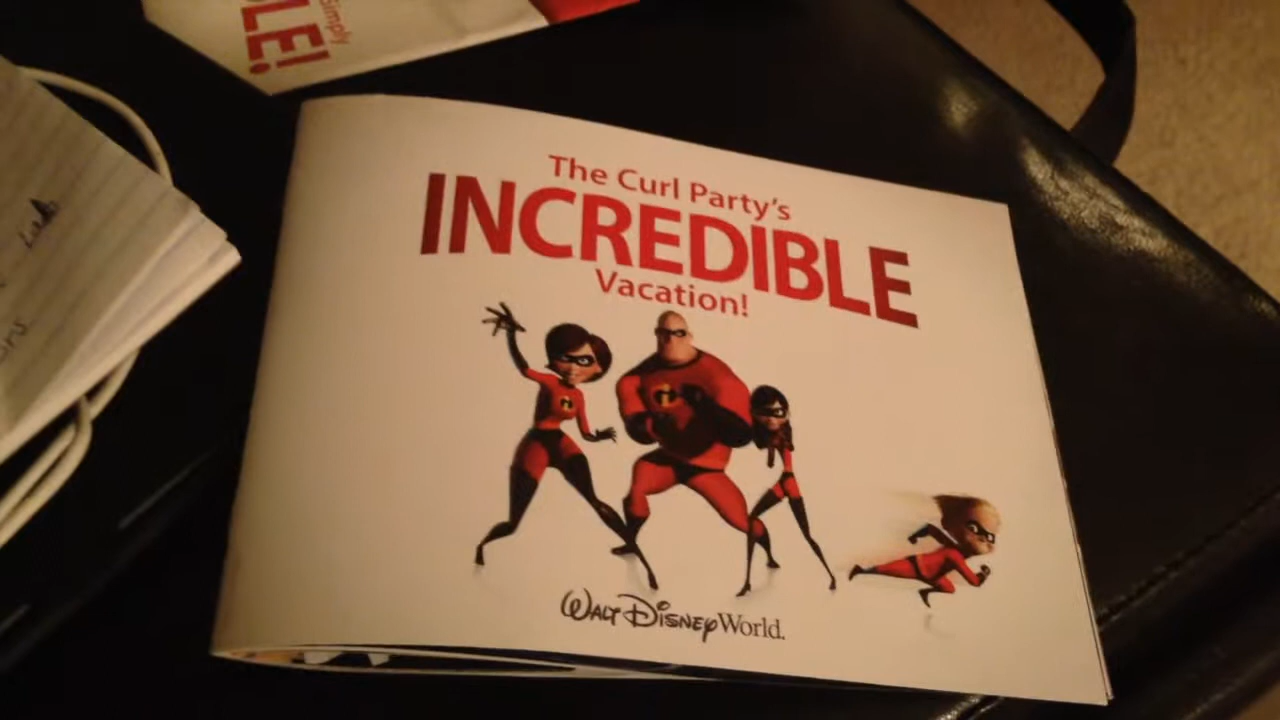 Simply
LE!
The Curl Party's
INCREDIBLE
Vacation!
WALT DISNEY World.